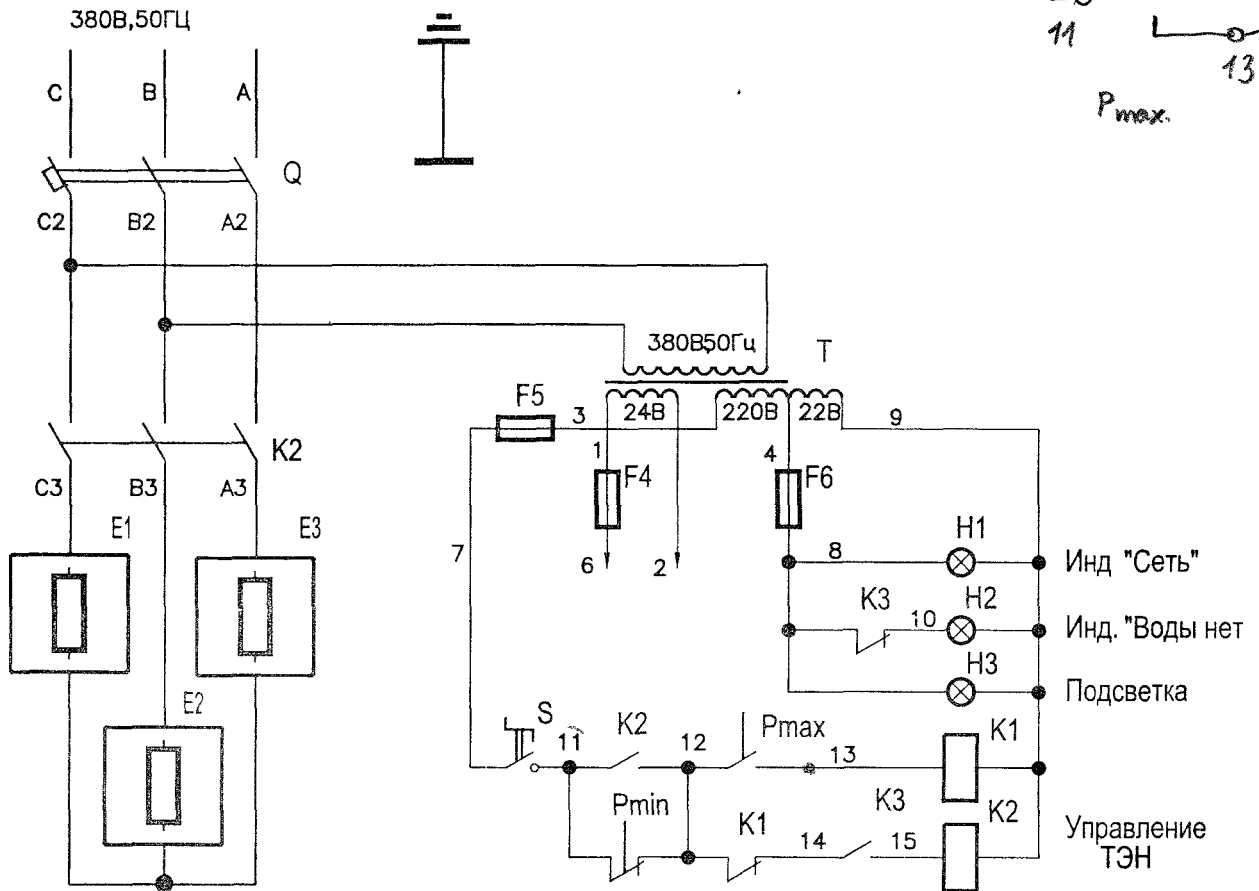 380В,50ГЦ
11
13
Pmax.
C B A
Q
C2 B2 A2
380В,50Гц T
F5 3 24В 220В 22В 9
K2 1 F4 4 F6
C3 B3 A3
E1 E3
7 6 2 8 H1 Инд "Сеть"
K3 10 H2 Инд. "Воды нет
H3 Подсветка
E2
S 11 K2 12 Pmax 13 K1
Pmin K1 14 K3 15 K2 Управление
ТЭН